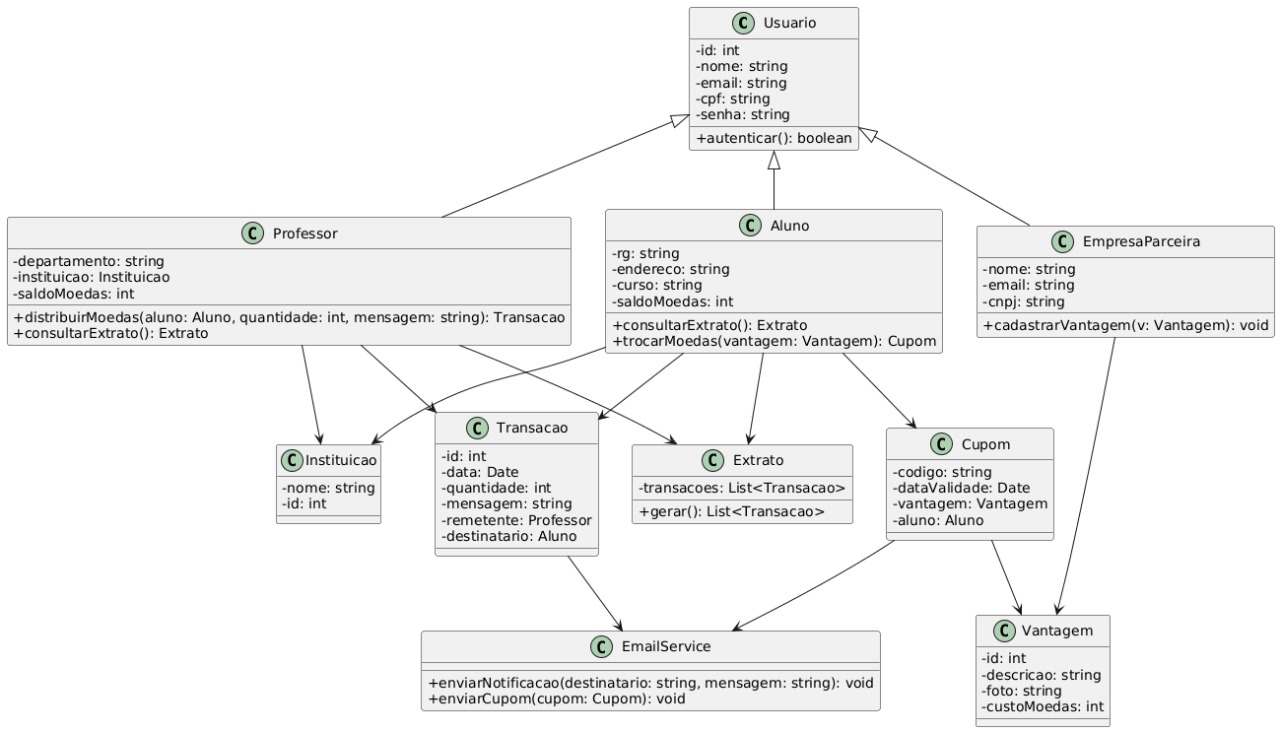 C Usuario
-id: int
-nome: string
-email: string
-cpf: string
-senha: string
+autenticar(): boolean
C Professor
-departamento: string
-instituicao: Instituicao
-saldoMoedas: int
+distribuirMoedas(aluno: Aluno, quantidade: int, mensagem: string): Transacao
+consultarExtrato(): Extrato
C Aluno
-rg: string
-endereco: string
-curso: string
-saldoMoedas: int
+consultarExtrato(): Extrato
+trocarMoedas(vantagem: Vantagem): Cupom
C EmpresaParceira
-nome: string
-email: string
-cnpj: string
+cadastrarVantagem(v: Vantagem): void
C Instituicao
-nome: string
-id: int
C Transacao
-id: int
-data: Date
-quantidade: int
-mensagem: string
-remetente: Professor
-destinatario: Aluno
C Extrato
-transacoes: List<Transacao>
+gerar(): List<Transacao>
C Cupom
-codigo: string
-dataValidade: Date
-vantagem: Vantagem
-aluno: Aluno
C EmailService
+enviarNotificacao(destinatario: string, mensagem: string): void
+enviarCupom(cupom: Cupom): void
C Vantagem
-id: int
-descricao: string
-foto: string
-custoMoedas: int